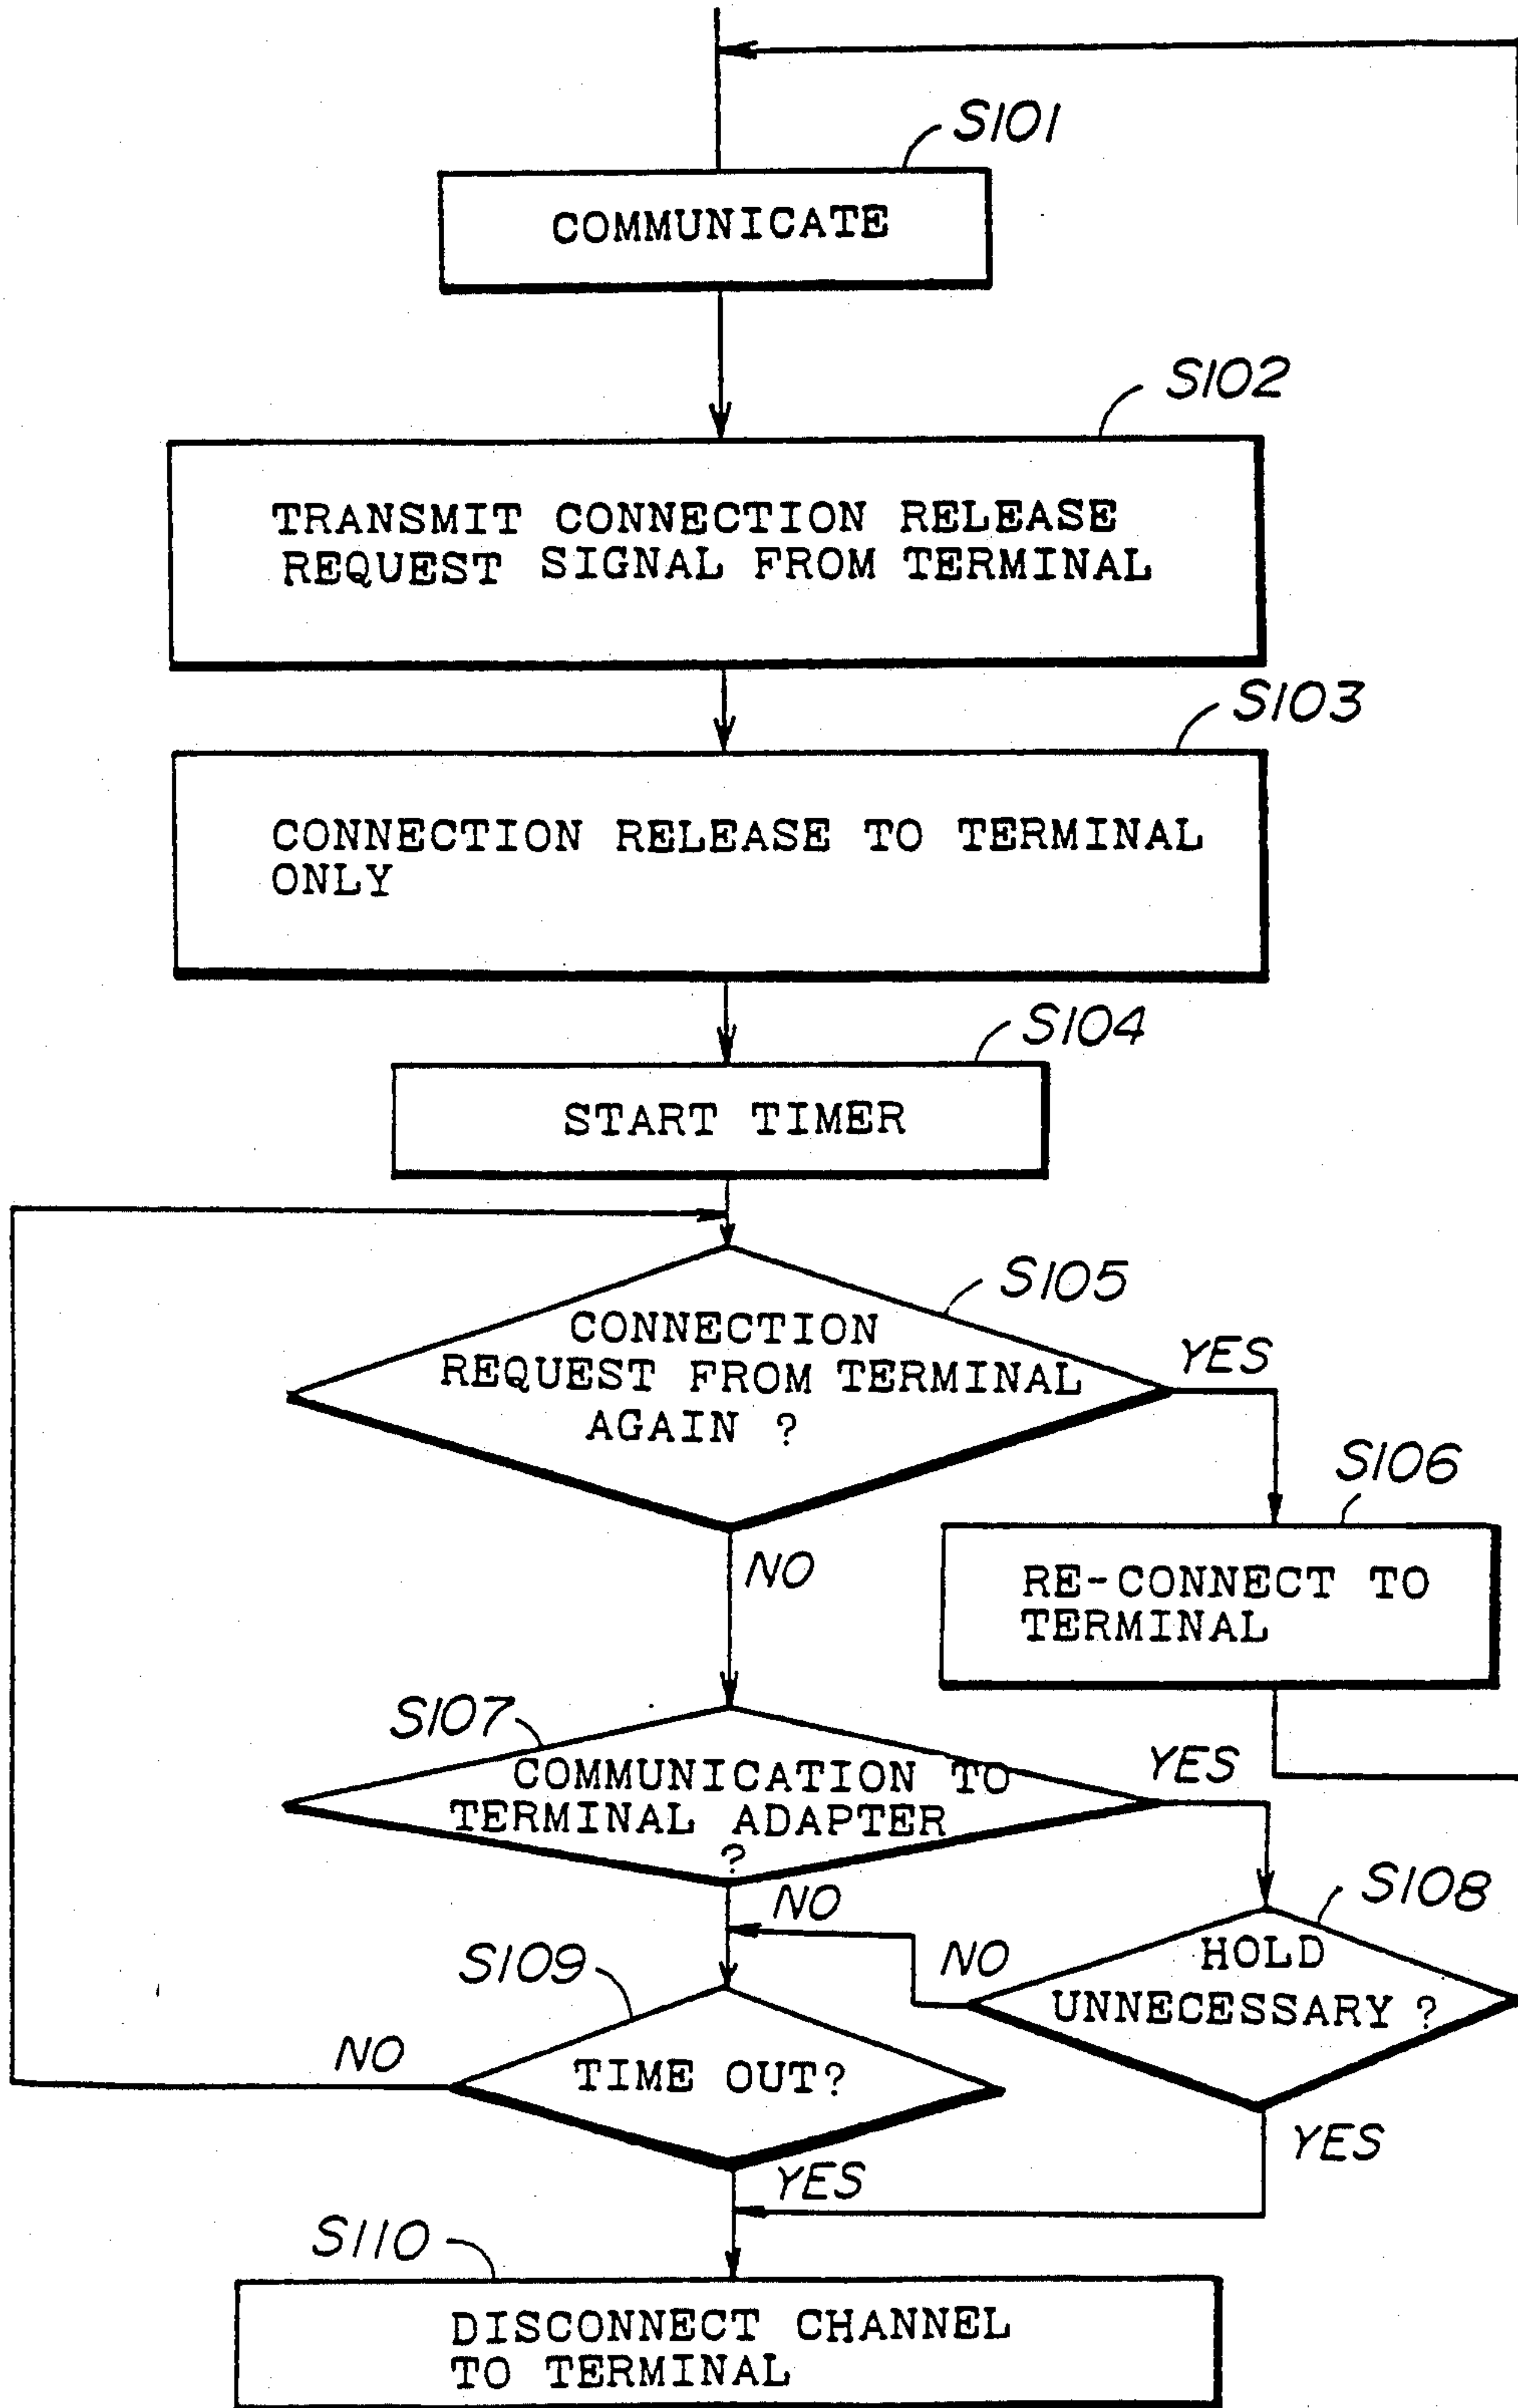 S101
COMMUNICATE
S102
TRANSMIT CONNECTION RELEASE
REQUEST SIGNAL FROM TERMINAL
S103
CONNECTION RELEASE TO TERMINAL
ONLY
S104
START TIMER
S105
CONNECTION
REQUEST FROM TERMINAL
AGAIN ?
YES
S106
NO
RE-CONNECT TO
TERMINAL
S107
COMMUNICATION TO
TERMINAL ADAPTER
?
YES
NO
S108
HOLD
UNNECESSARY ?
NO
YES
S109
TIME OUT?
NO
YES
S110
DISCONNECT CHANNEL
TO TERMINAL